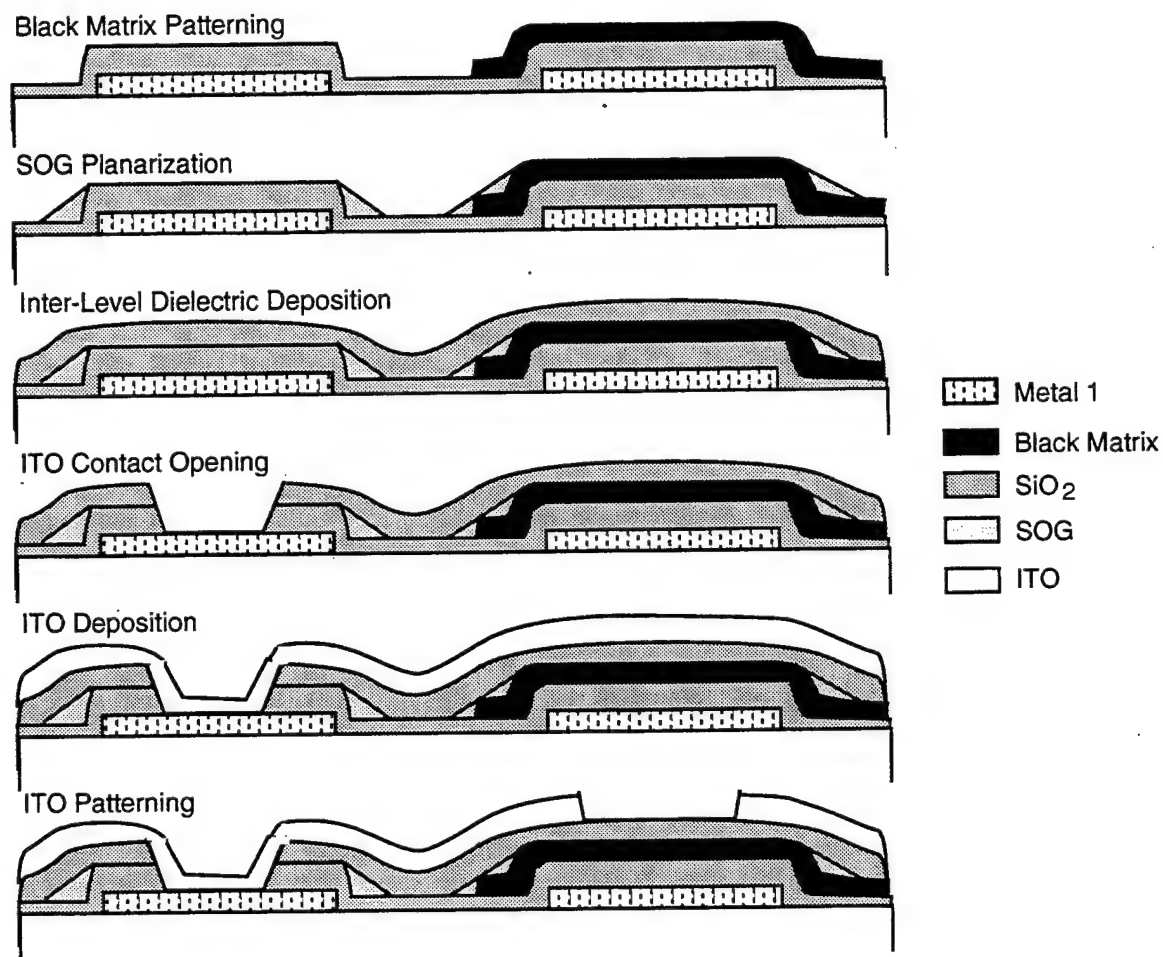 Black Matrix Patterning
SOG Planarization
Inter-Level Dielectric Deposition
ITO Contact Opening
ITO Deposition
ITO Patterning
Metal 1
Black Matrix
SiO₂
SOG
ITO